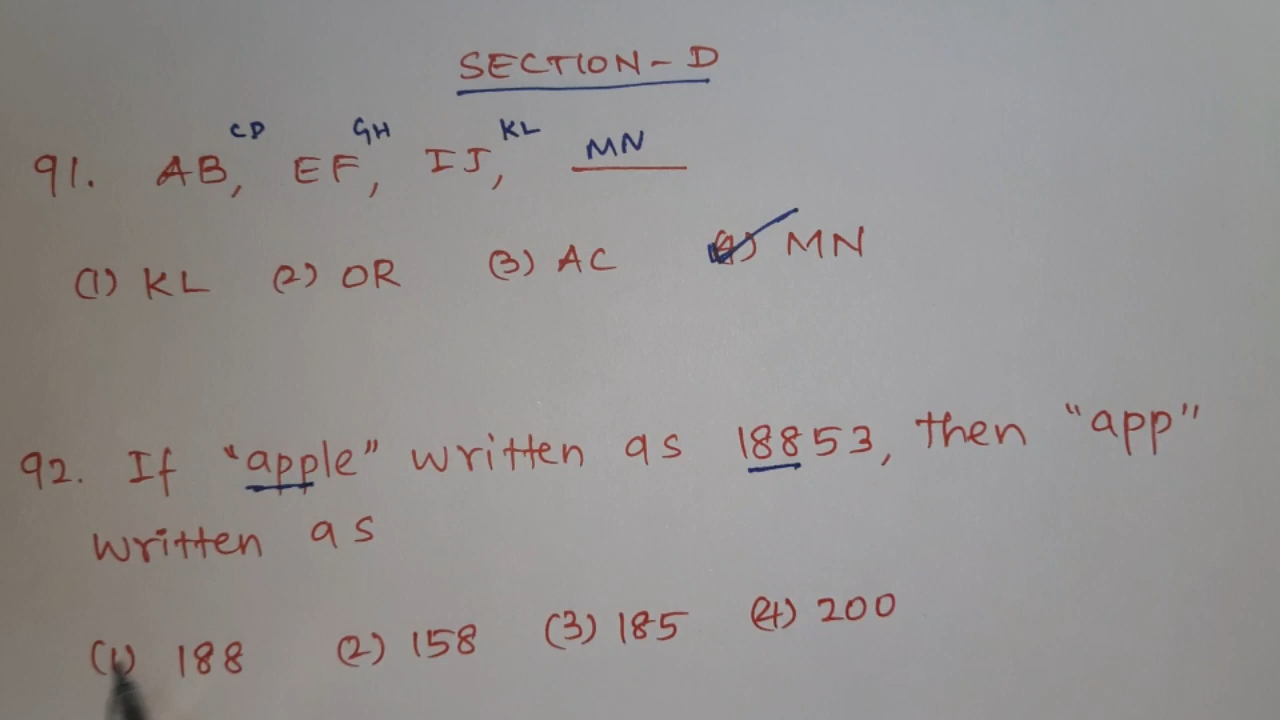 SECTION - D
CD GH KL
91. AB, EF, IJ, MN
(1) KL (2) OR (3) AC (4) MN
92. If "apple" written as 18853, then "app"
written as
(1) 188 (2) 158 (3) 185 (4) 200